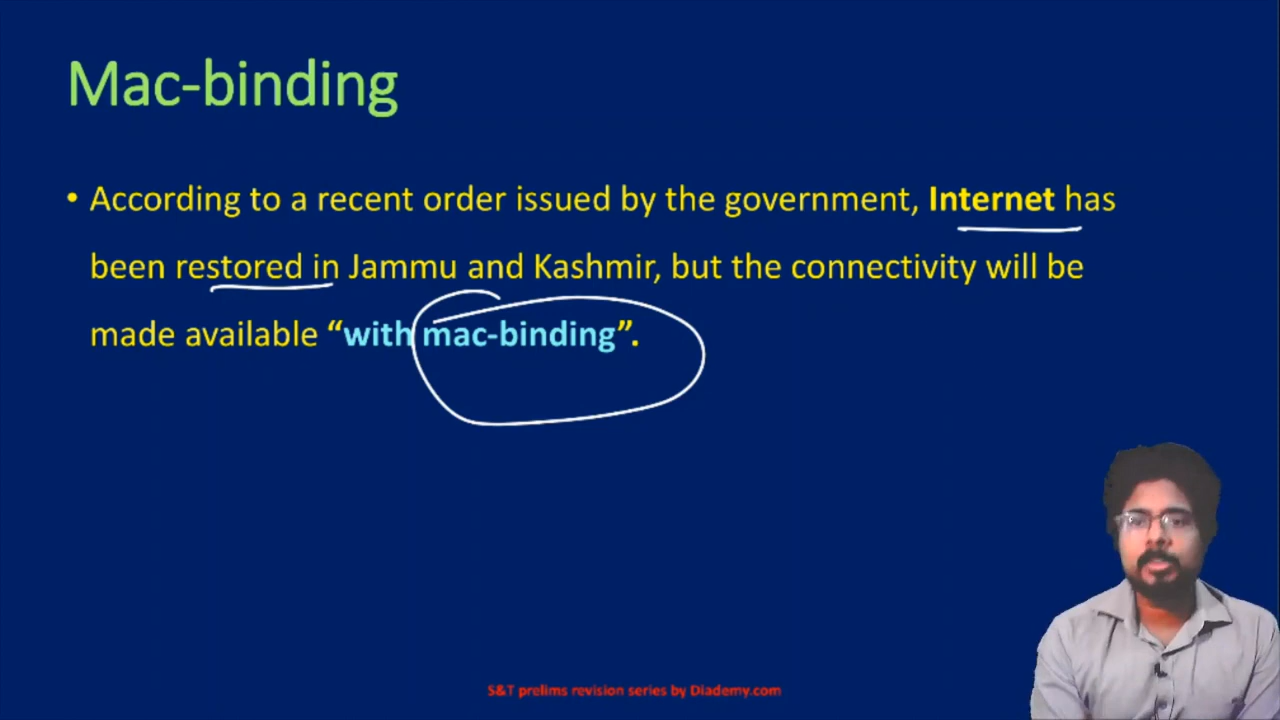 Mac-binding
• According to a recent order issued by the government, Internet has
been restored in Jammu and Kashmir, but the connectivity will be
made available “with mac-binding”.
S&T prelims revision series by Diademy.com